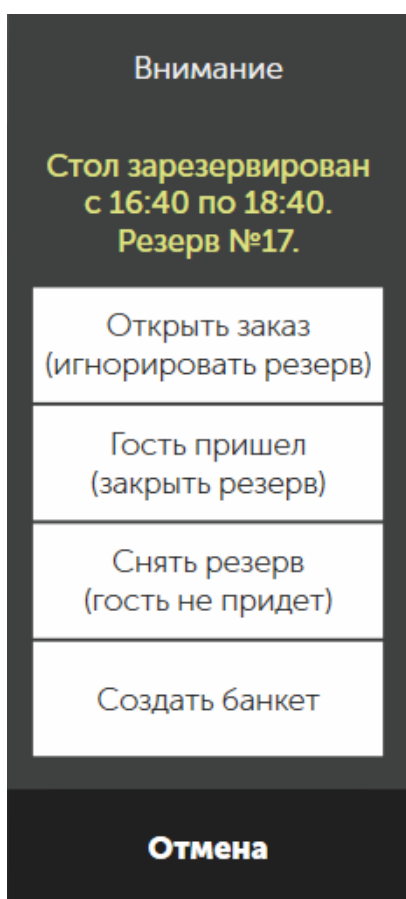 Внимание
Стол зарезервирован
с 16:40 по 18:40.
Резерв №17.
Открыть заказ
(игнорировать резерв)
Гость пришел
(закрыть резерв)
Снять резерв
(гость не придет)
Создать банкет
Отмена